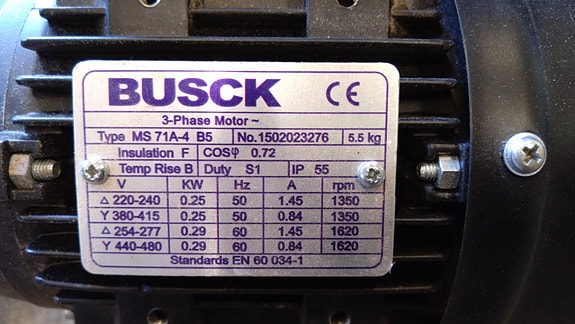 BUSCK CE
3-Phase Motor ~
Type MS 71A-4 B5 No.1502023276 5.5 kg
Insulation F COSφ 0.72
Temp Rise B Duty S1 IP 55
V KW Hz A rpm
Δ 220-240 0.25 50 1.45 1350
Y 380-415 0.25 50 0.84 1350
Δ 254-277 0.29 60 1.45 1620
Y 440-480 0.29 60 0.84 1620
Standards EN 60 034-1